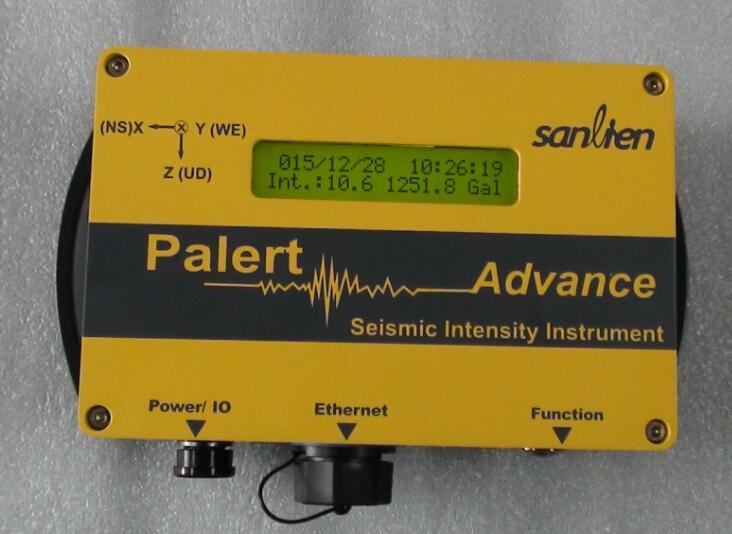 (NS)X Y (WE)
Z (UD)
sanlien
015/12/28 10:26:19
Int.:10.6 1251.8 Gal
Palert
Advance
Seismic Intensity Instrument
Power/ IO
Ethernet
Function